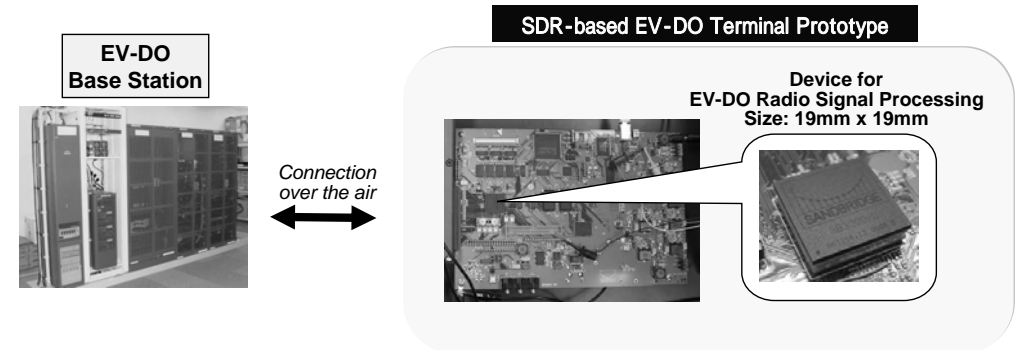 SDR-based EV-DO Terminal Prototype
EV-DO
Base Station
Device for
EV-DO Radio Signal Processing
Size: 19mm x 19mm
Connection
over the air
SANDBRIDGE